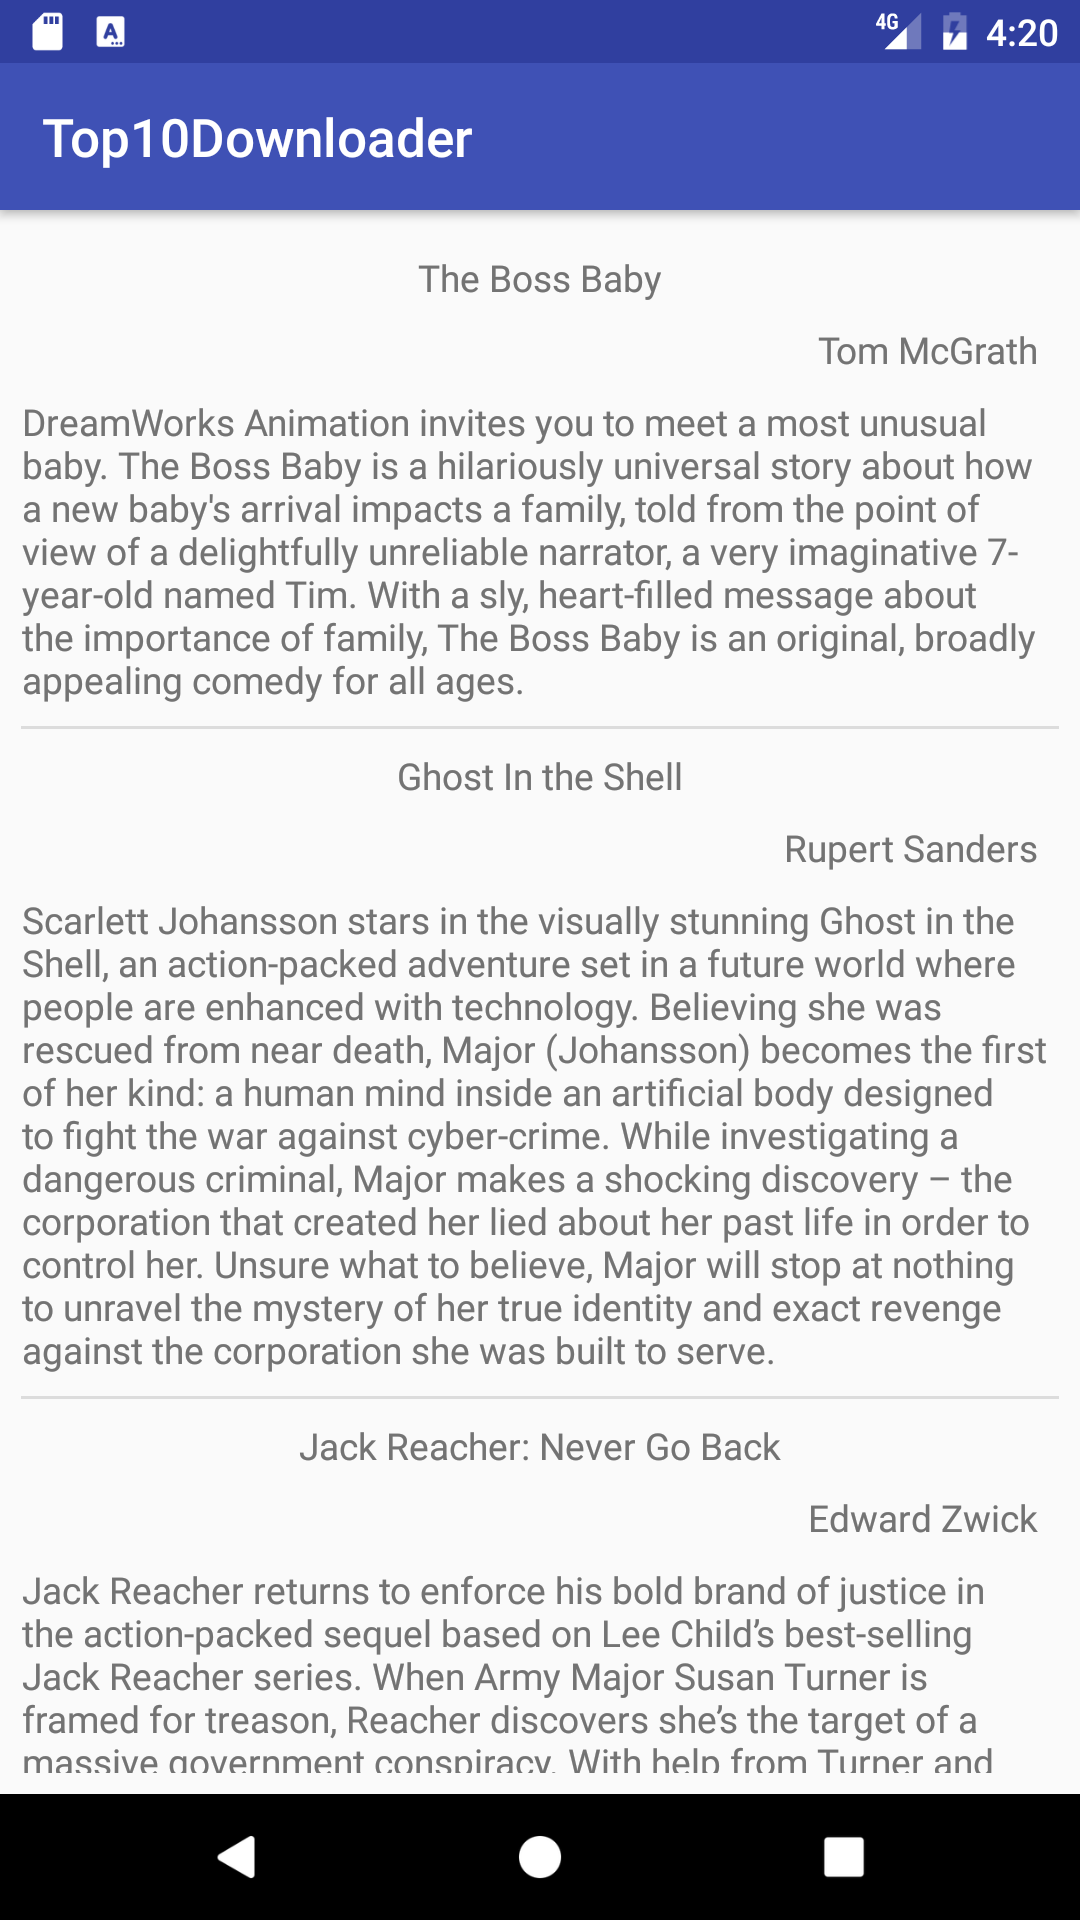 4G 4:20
Top10Downloader
The Boss Baby
Tom McGrath
DreamWorks Animation invites you to meet a most unusual
baby. The Boss Baby is a hilariously universal story about how
a new baby's arrival impacts a family, told from the point of
view of a delightfully unreliable narrator, a very imaginative 7-
year-old named Tim. With a sly, heart-filled message about
the importance of family, The Boss Baby is an original, broadly
appealing comedy for all ages.
Ghost In the Shell
Rupert Sanders
Scarlett Johansson stars in the visually stunning Ghost in the
Shell, an action-packed adventure set in a future world where
people are enhanced with technology. Believing she was
rescued from near death, Major (Johansson) becomes the first
of her kind: a human mind inside an artificial body designed
to fight the war against cyber-crime. While investigating a
dangerous criminal, Major makes a shocking discovery – the
corporation that created her lied about her past life in order to
control her. Unsure what to believe, Major will stop at nothing
to unravel the mystery of her true identity and exact revenge
against the corporation she was built to serve.
Jack Reacher: Never Go Back
Edward Zwick
Jack Reacher returns to enforce his bold brand of justice in
the action-packed sequel based on Lee Child’s best-selling
Jack Reacher series. When Army Major Susan Turner is
framed for treason, Reacher discovers she’s the target of a
massive government conspiracy. With help from Turner and